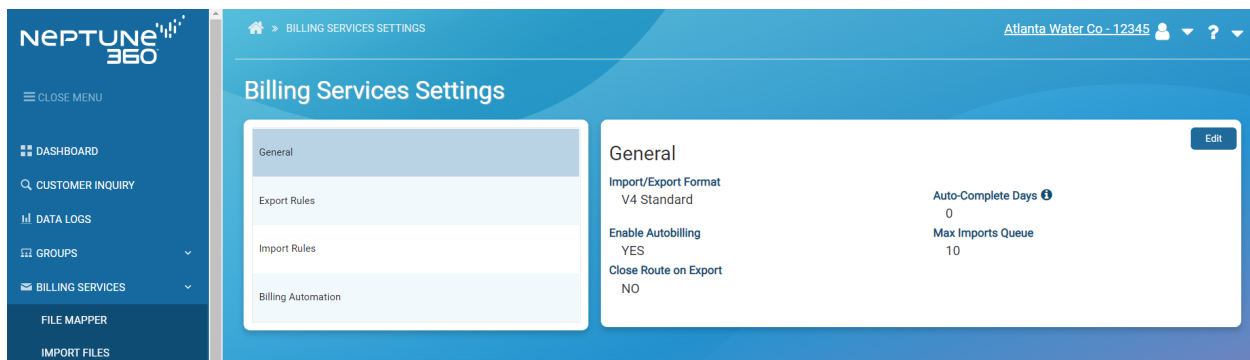 NEPTUNE
360
CLOSE MENU
DASHBOARD
CUSTOMER INQUIRY
DATA LOGS
GROUPS
BILLING SERVICES
FILE MAPPER
IMPORT FILES
» BILLING SERVICES SETTINGS
Atlanta Water Co - 12345
?
Billing Services Settings
General
Export Rules
Import Rules
Billing Automation
Edit
General
Import/Export Format
V4 Standard
Auto-Complete Days
0
Enable Autobilling
YES
Max Imports Queue
10
Close Route on Export
NO